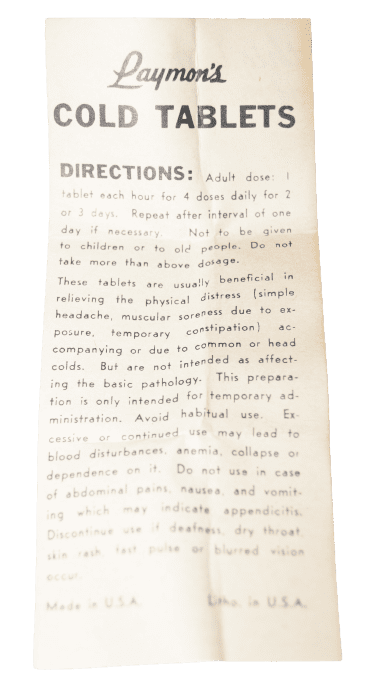 Laymon's
COLD TABLETS
DIRECTIONS: Adult dose: 1
tablet each hour for 4 doses daily for 2
or 3 days. Repeat after interval of one
day if necessary. Not to be given
to children or to old people. Do not
take more than above dosage.
These tablets are usually beneficial in
relieving the physical distress (simple
headache, muscular soreness due to ex-
posure, temporary constipation) ac-
companying or due to common or head
colds. But are not intended as affect-
ing the basic pathology. This prepara-
tion is only intended for temporary ad-
ministration. Avoid habitual use. Ex-
cessive or continued use may lead to
blood disturbances, anemia, collapse or
dependence on it. Do not use in case
of abdominal pains, nausea, and vomit-
ing which may indicate appendicitis.
Discontinue use if deafness, dry throat,
skin rash fast pulse or blurred vision
occur.
Made in U.S.A. Litho. in U.S.A.